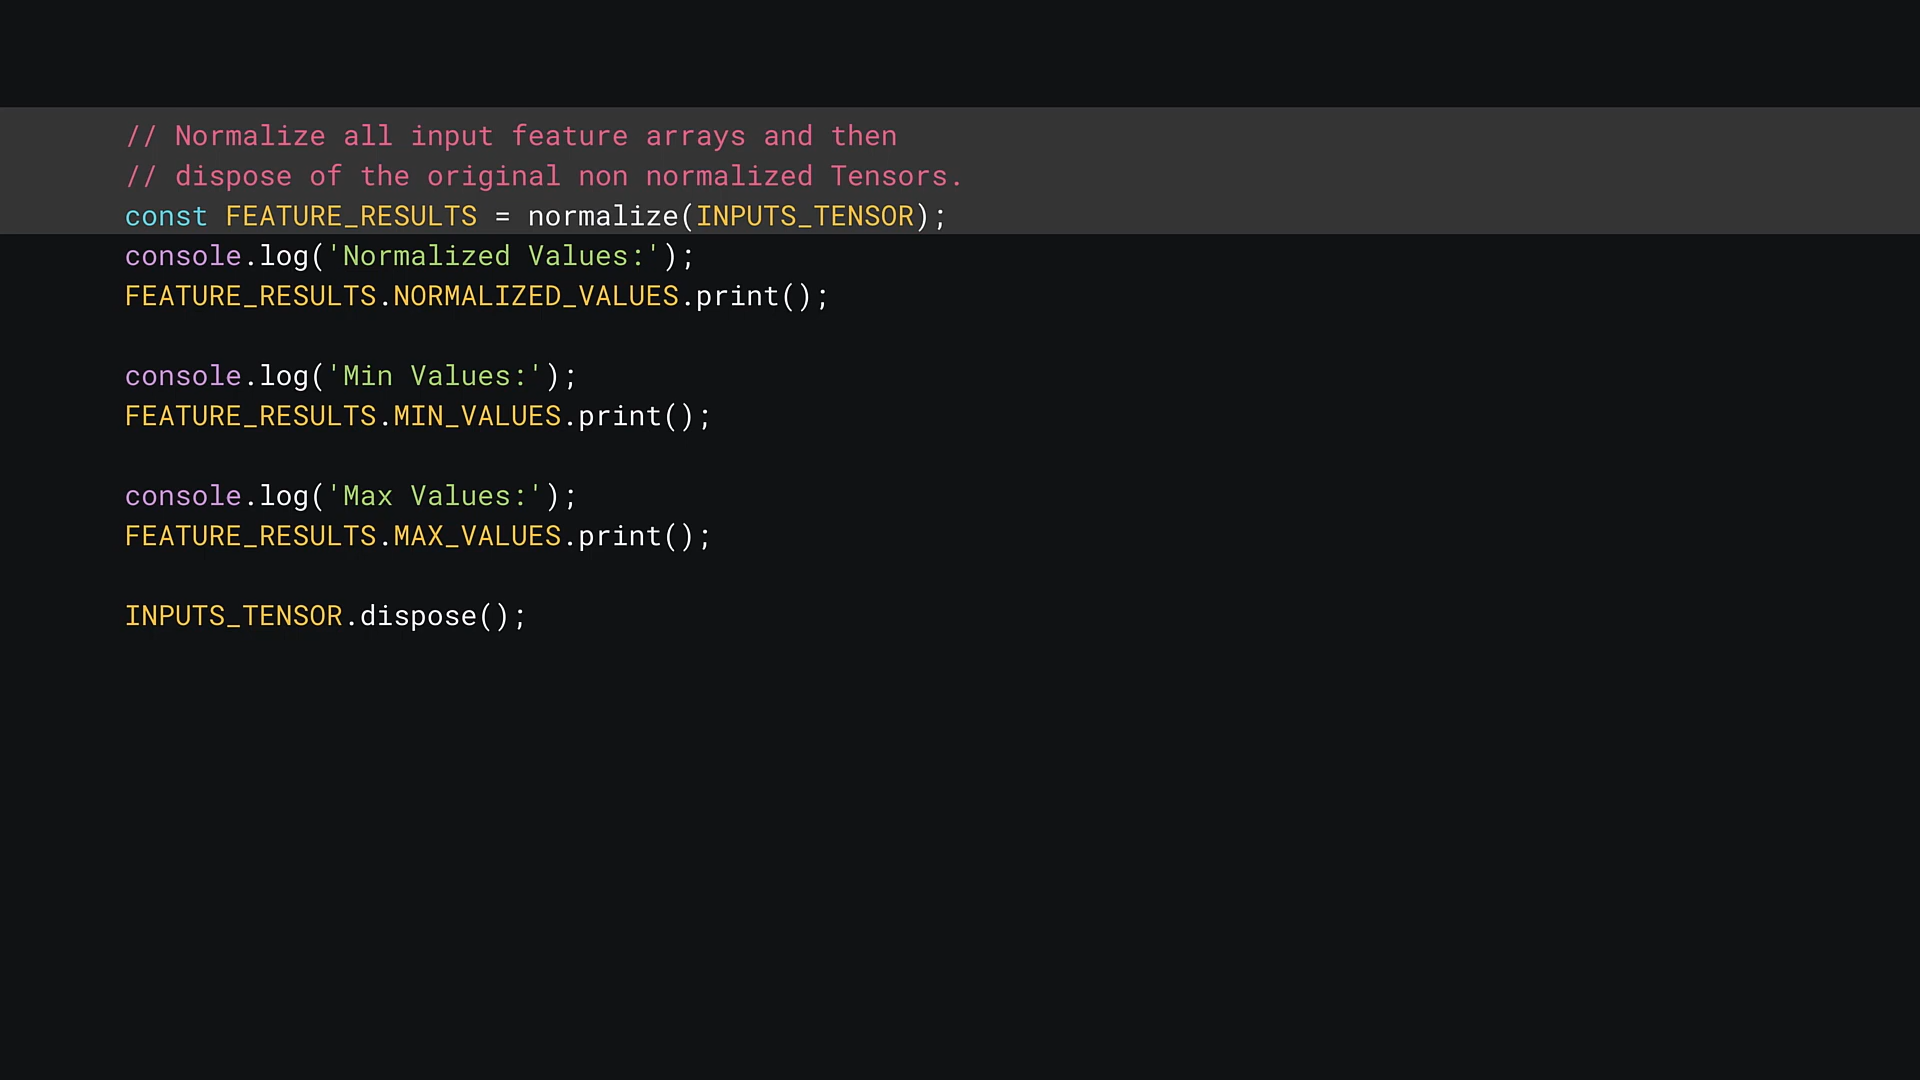 // Normalize all input feature arrays and then
// dispose of the original non normalized Tensors.
const FEATURE_RESULTS = normalize(INPUTS_TENSOR);
console.log('Normalized Values:');
FEATURE_RESULTS.NORMALIZED_VALUES.print();
console.log('Min Values:');
FEATURE_RESULTS.MIN_VALUES.print();
console.log('Max Values:');
FEATURE_RESULTS.MAX_VALUES.print();
INPUTS_TENSOR.dispose();